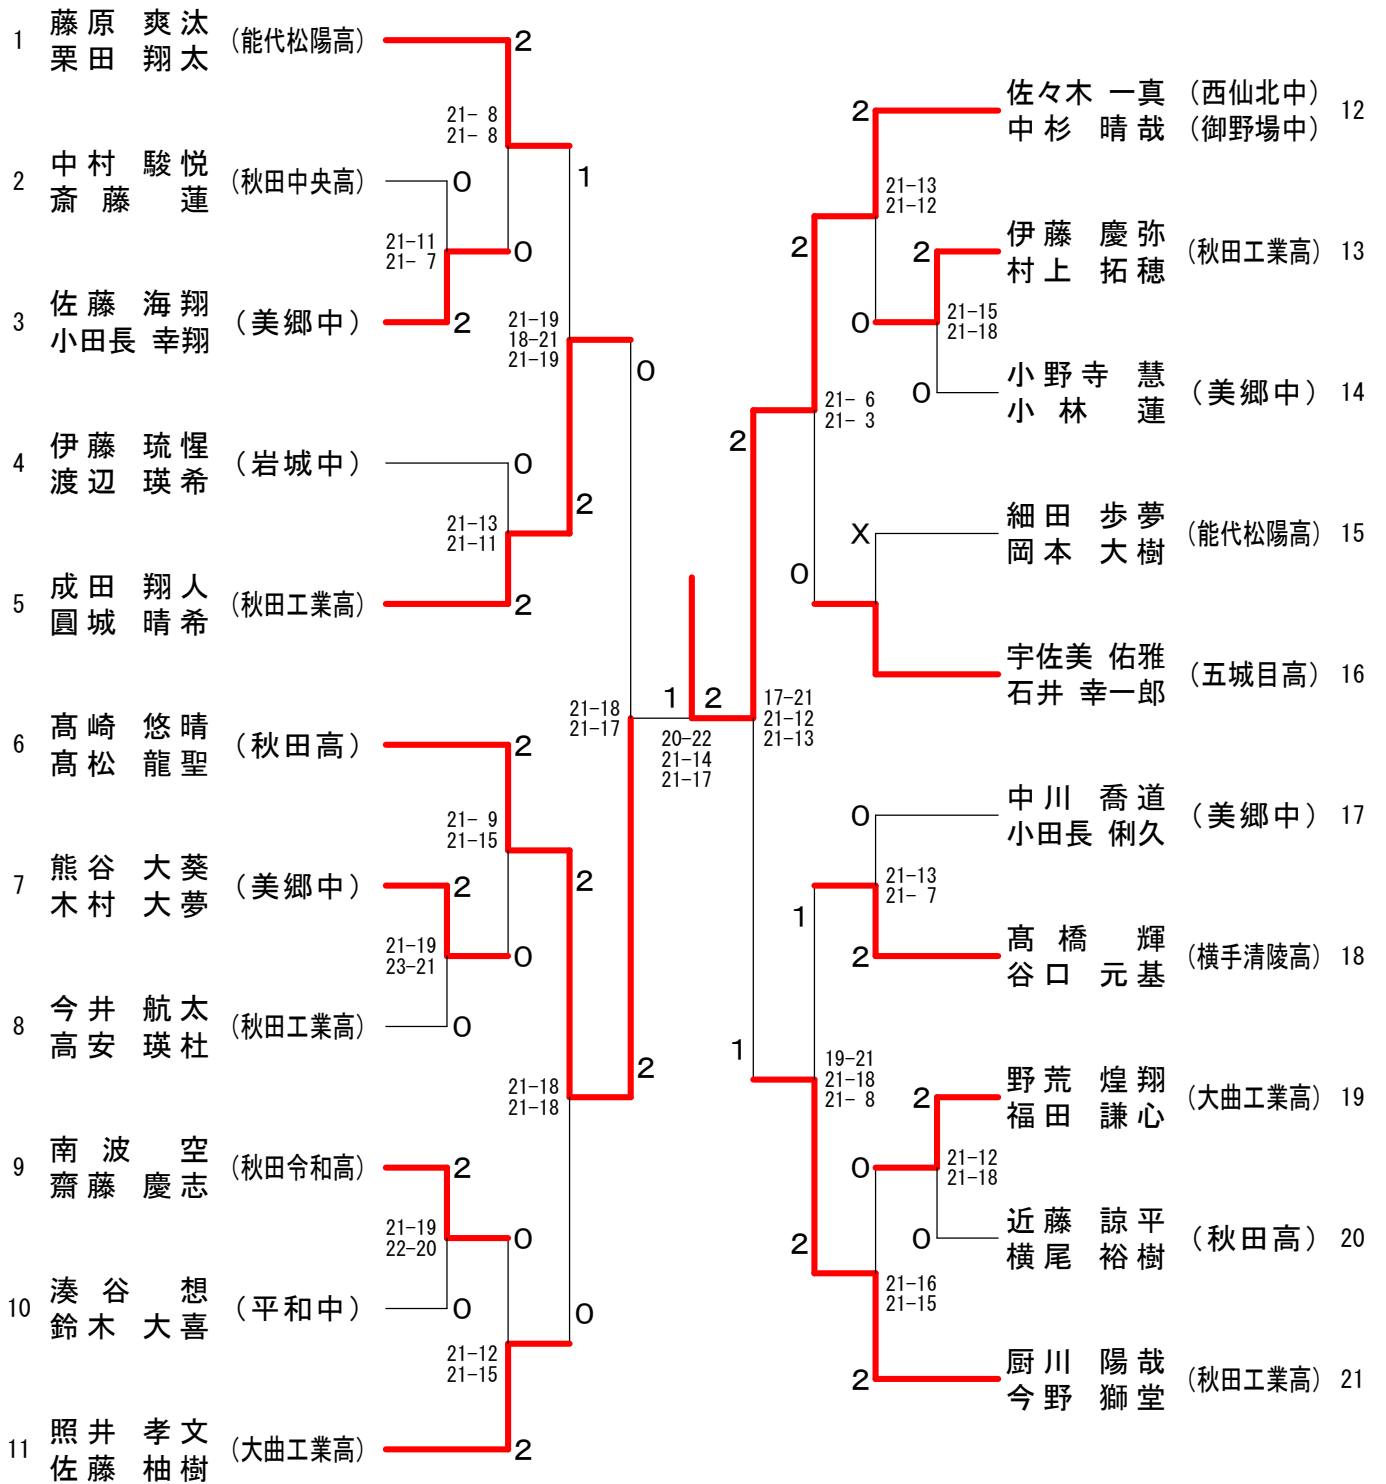 1 藤原 爽汰 (能代松陽高) 2
栗田 翔太
21- 8
21- 8
1
2 中村 駿悦 (秋田中央高) 0
斎藤 蓮
21-11
21- 7
0
3 佐藤 海翔 (美郷中) 2
小田長 幸翔
21-19
18-21
21-19
0
4 伊藤 琉惺 (岩城中) 0
渡辺 瑛希
21-13
21-11
2
5 成田 翔人 (秋田工業高) 2
圓城 晴希
21-18
21-17
1
6 髙崎 悠晴 (秋田高) 2
髙松 龍聖
21- 9
21-15
2
7 熊谷 大葵 (美郷中) 2
木村 大夢
21-19
23-21
0
8 今井 航太 (秋田工業高) 0
高安 瑛杜
21-18
21-18
2
9 南波 空 (秋田令和高) 2
齋藤 慶志
21-19
22-20
0
10 湊谷 想 (平和中) 0
鈴木 大喜
0
21-12
21-15
11 照井 孝文 (大曲工業高) 2
佐藤 柚樹
20-22
21-14
21-17
2
2 佐々木 一真 (西仙北中) 12
中杉 晴哉 (御野場中)
21-13
21-12
2
2 伊藤 慶弥 (秋田工業高) 13
村上 拓穂
0
21-15
21-18
0 小野寺 慧 (美郷中) 14
小林 蓮
21- 6
21- 3
2
X 細田 歩夢 (能代松陽高) 15
岡本 大樹
0
宇佐美 佑雅 (五城目高) 16
石井 幸一郎
17-21
21-12
21-13
0 中川 喬道 (美郷中) 17
小田長 俐久
21-13
21- 7
1
2 髙橋 輝 (横手清陵高) 18
谷口 元基
1
19-21
21-18
21- 8
2 野荒 煌翔 (大曲工業高) 19
福田 謙心
21-12
21-18
0
0 近藤 諒平 (秋田高) 20
横尾 裕樹
2
21-16
21-15
2 厨川 陽哉 (秋田工業高) 21
今野 獅堂